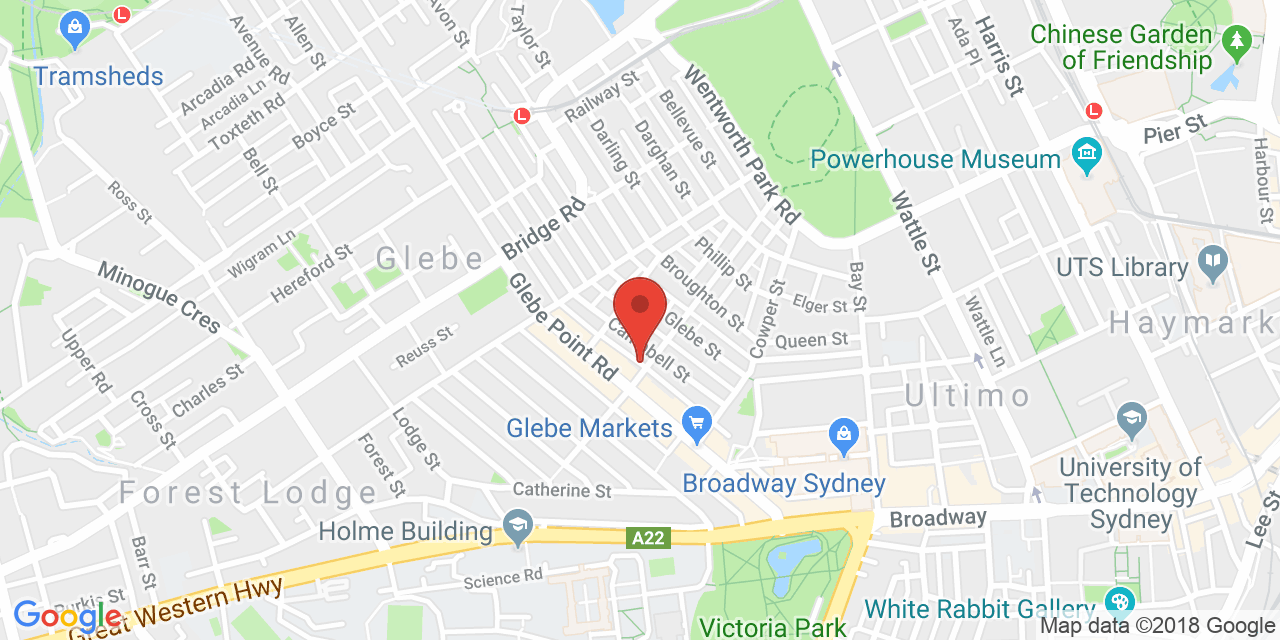 Tramsheds
L
Avenue Rd
Allen St
Avon St
Taylor St
Arcadia Rd
Arcadia Ln
Toxteth Rd
Boyce St
Bell St
Railway St
L
Darling St
Darghan St
Bellevue St
Wentworth Park Rd
Ada Pl
Harris St
Chinese Garden
of Friendship
L
Pier St
Harbour St
Powerhouse Museum
Wattle St
Ross St
Wigram Ln
Hereford St
Glebe
Bridge Rd
Minogue Cres
Phillip St
Broughton St
Elger St
Bay St
Cowper St
Queen St
UTS Library
Haymark
Wattle Ln
Glebe Point Rd
Glebe St
Campbell St
Reuss St
Upper Rd
Charles St
Cross St
Lodge St
Forest St
Ultimo
Glebe Markets
Broadway Sydney
University of
Technology
Sydney
Forest Lodge
Catherine St
Holme Building
A22
Broadway
Lee St
Barr St
Science Rd
Great Western Hwy
Victoria Park
White Rabbit Gallery
Google
Map data ©2018 Google